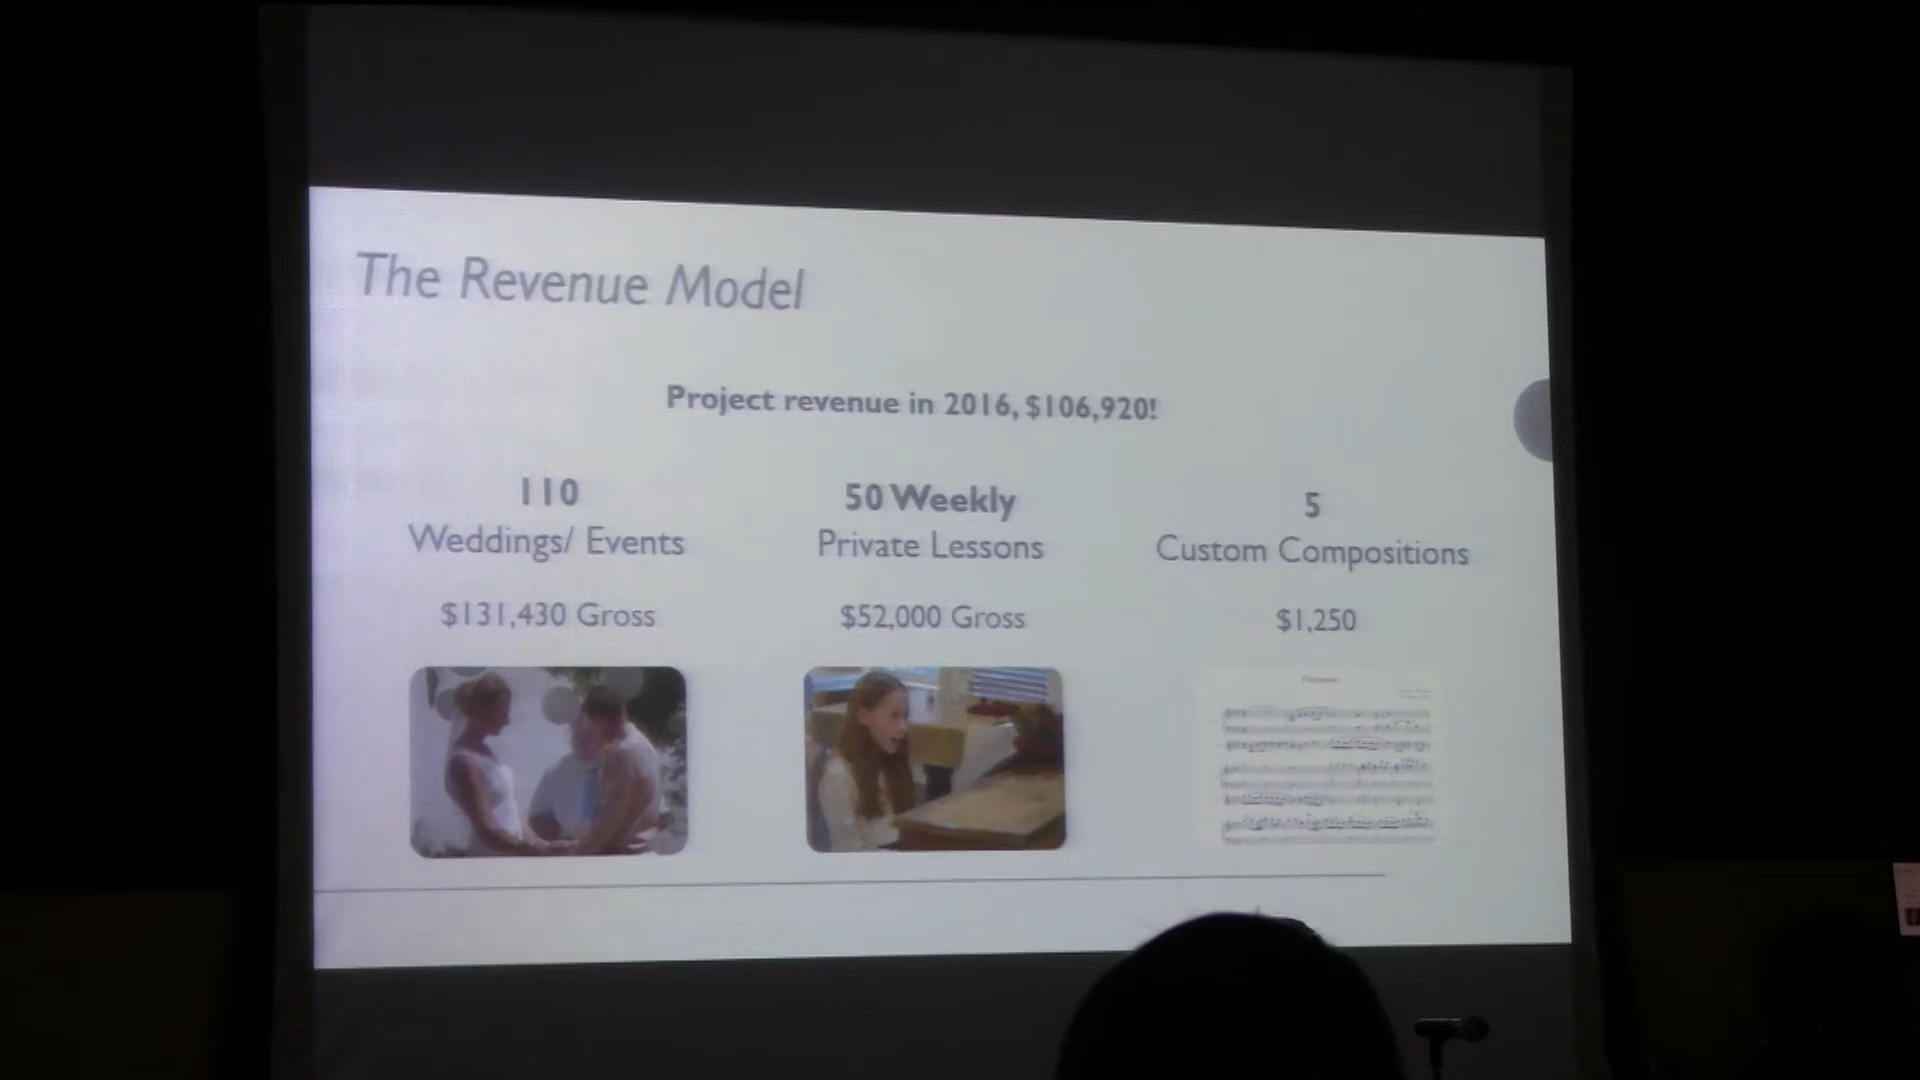 The Revenue Model
Project revenue in 2016, $106,920!
110
Weddings/ Events
$131,430 Gross
50 Weekly
Private Lessons
$52,000 Gross
5
Custom Compositions
$1,250